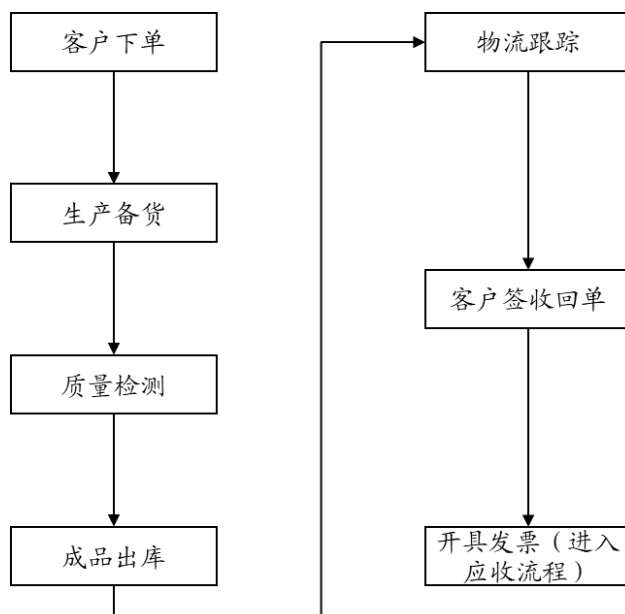 客户下单
生产备货
质量检测
成品出库
物流跟踪
客户签收回单
开具发票（进入
应收流程）